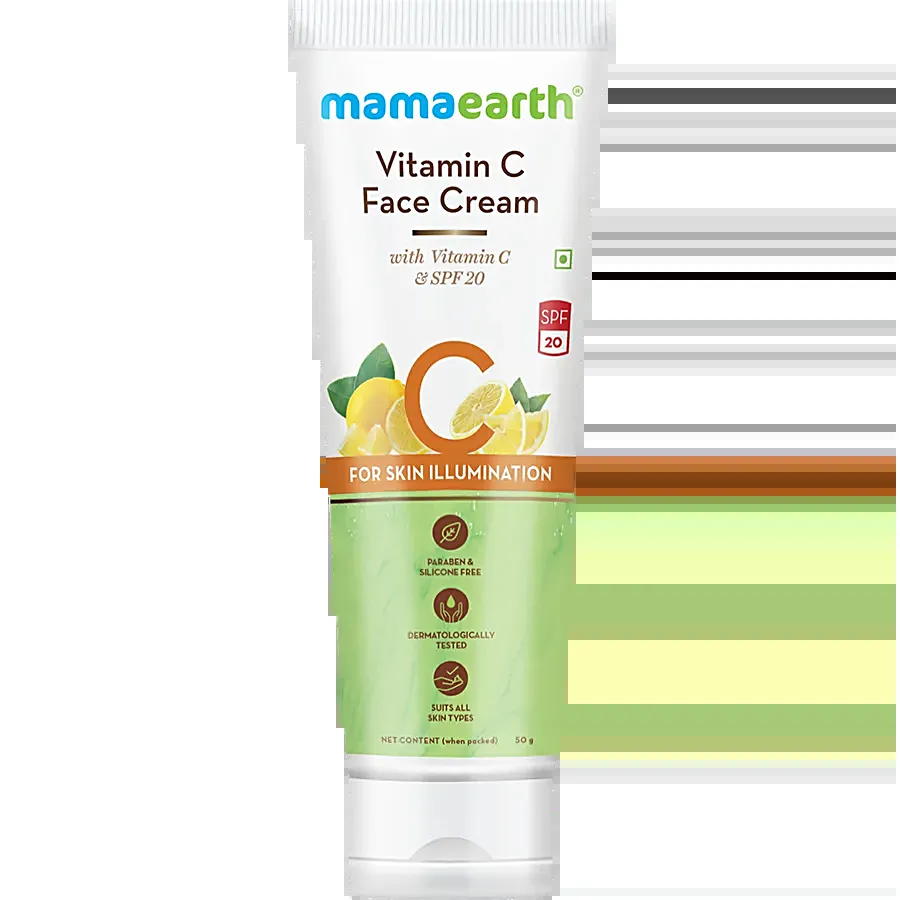 mamaearth®
Vitamin C
Face Cream
with Vitamin C
& SPF 20
SPF
20
C
FOR SKIN ILLUMINATION
PARABEN &
SILICONE FREE
DERMATOLOGICALLY
TESTED
SUITS ALL
SKIN TYPES
NET CONTENT (when packed) 50 g